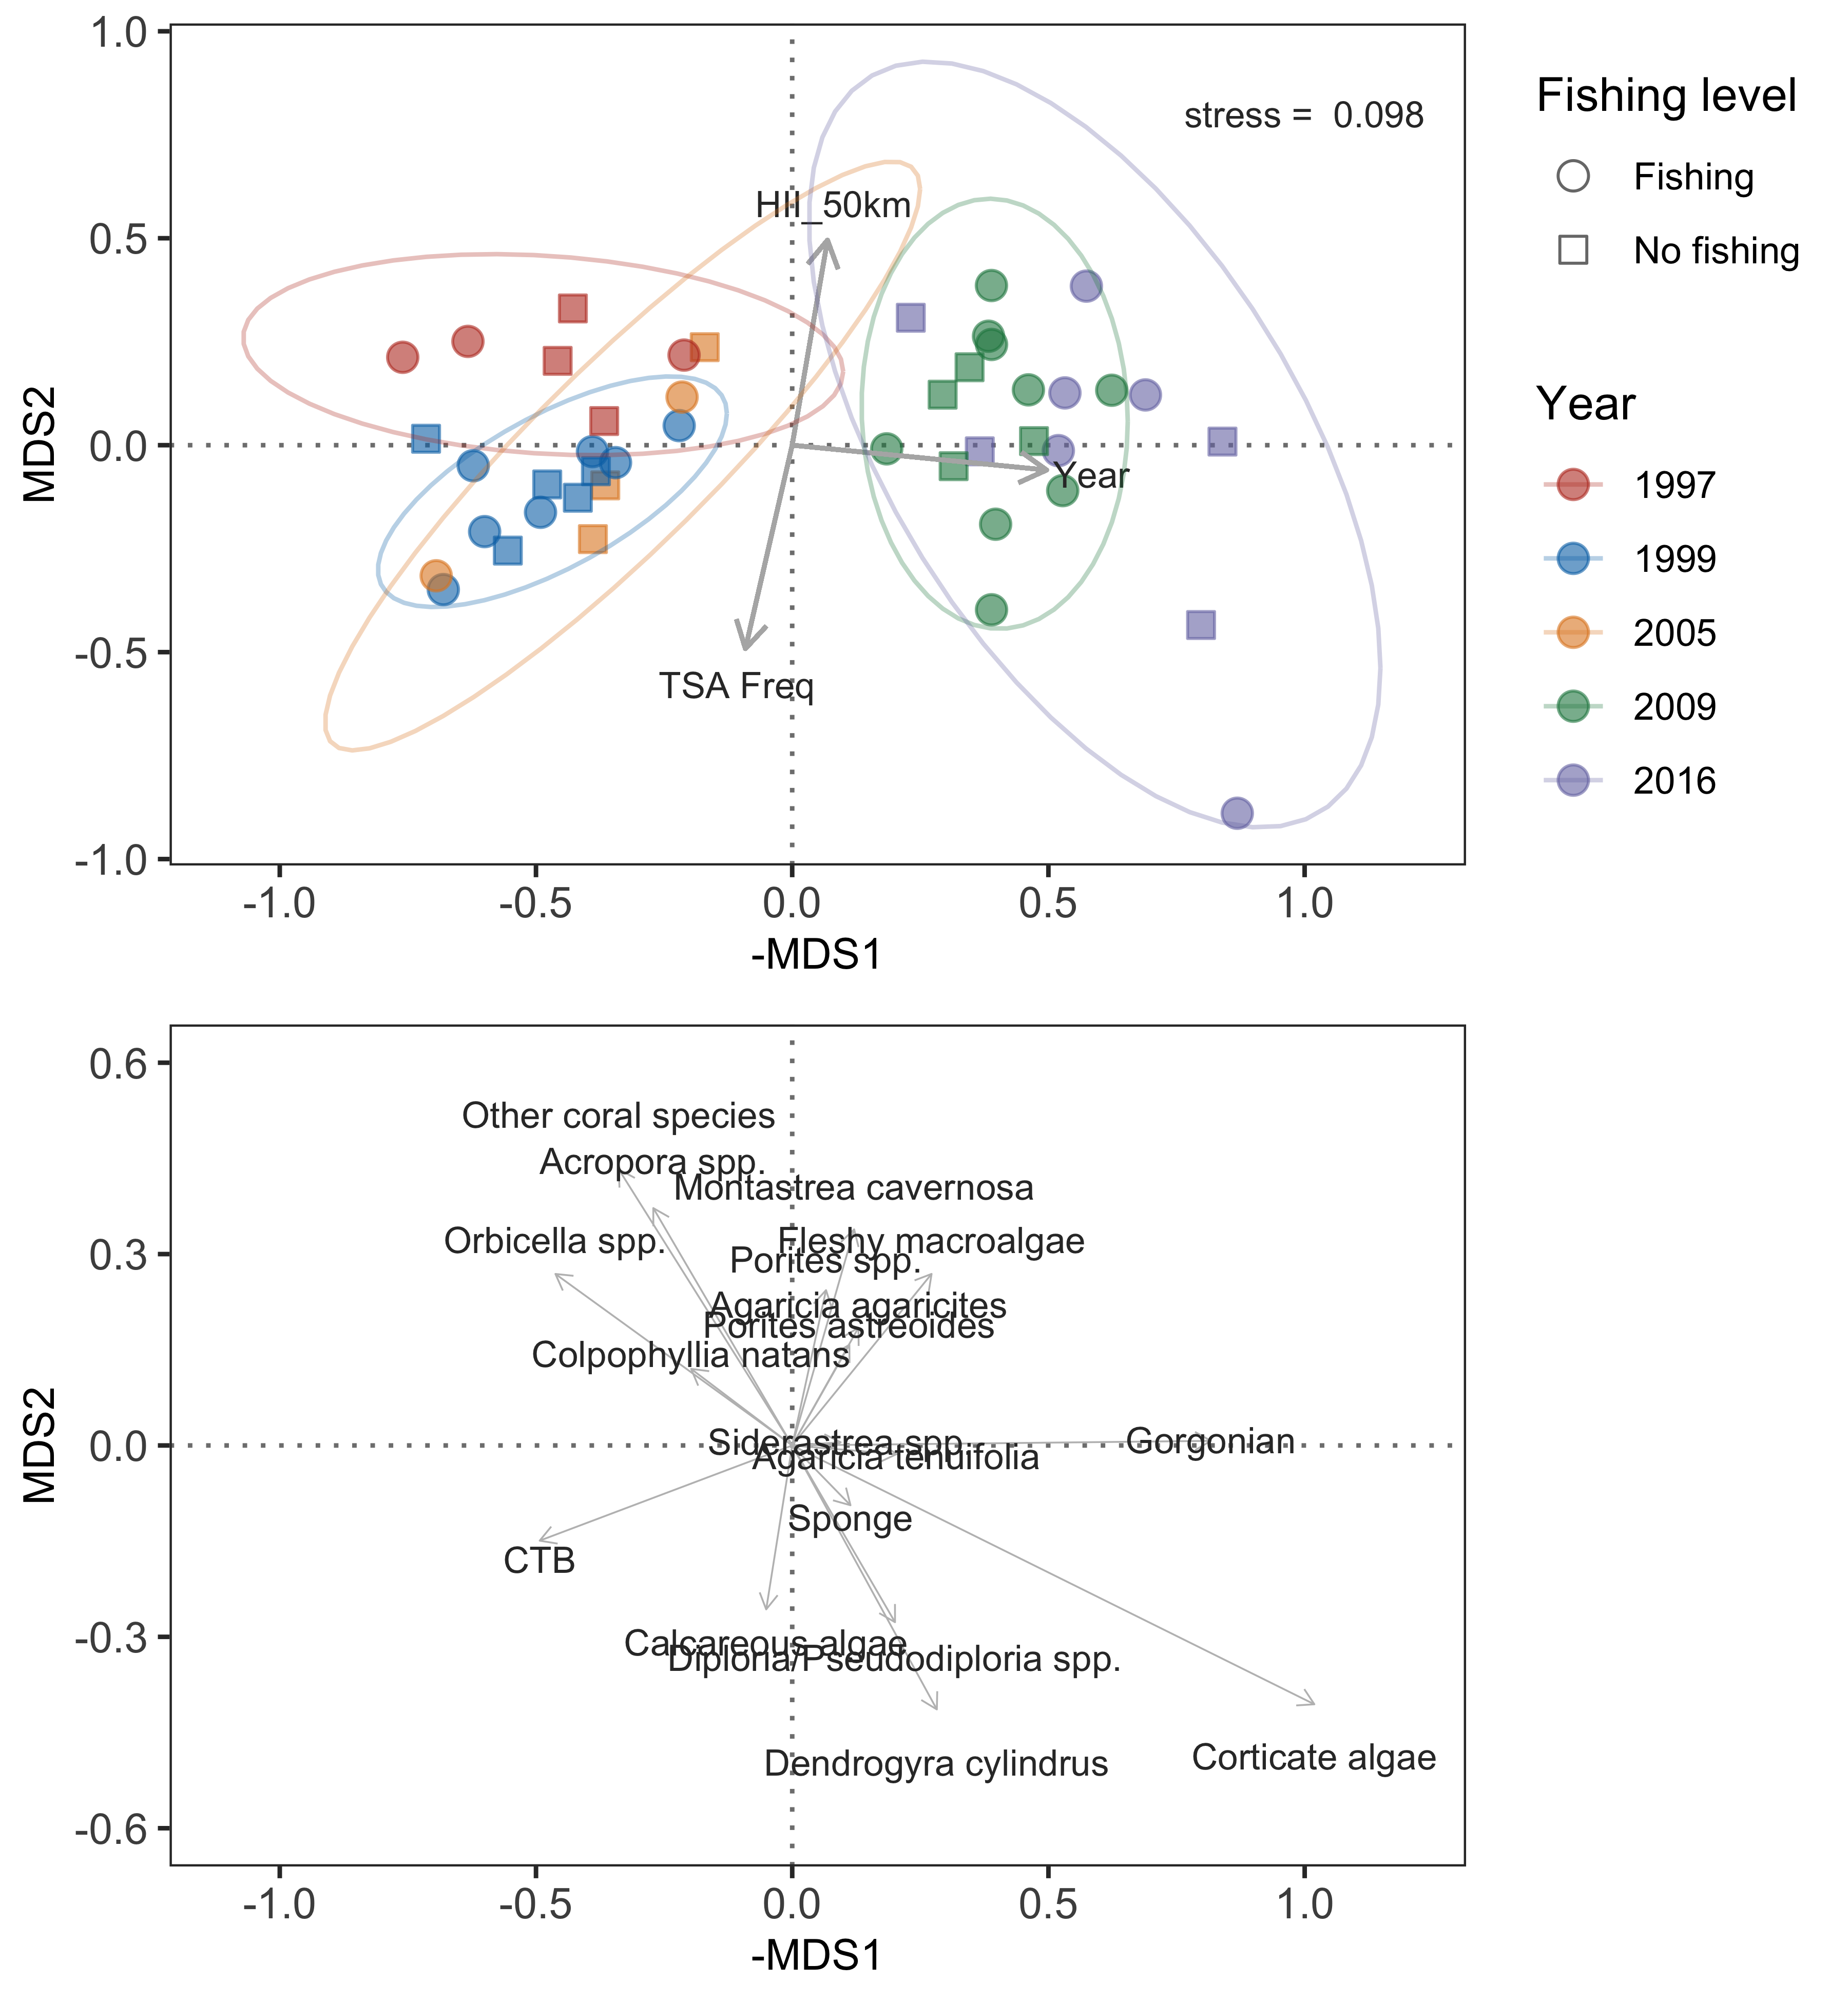 1.0
0.5
0.0
-0.5
-1.0
MDS2
stress = 0.098
HII_50km
Year
TSA Freq
-1.0 -0.5 0.0 0.5 1.0
-MDS1
Fishing level
Fishing
No fishing
Year
1997
1999
2005
2009
2016
0.6
0.3
0.0
-0.3
-0.6
MDS2
Other coral species
Acropora spp.
Montastrea cavernosa
Orbicella spp.
Fleshy macroalgae
Porites spp.
Agaricia agaricites
Porites astreoides
Colpophyllia natans
Siderastrea spp.
Gorgonian
Agaricia tenuifolia
Sponge
CTB
Calcareous algae
Diploria/Pseudodiploria spp.
Dendrogyra cylindrus
Corticate algae
-1.0 -0.5 0.0 0.5 1.0
-MDS1